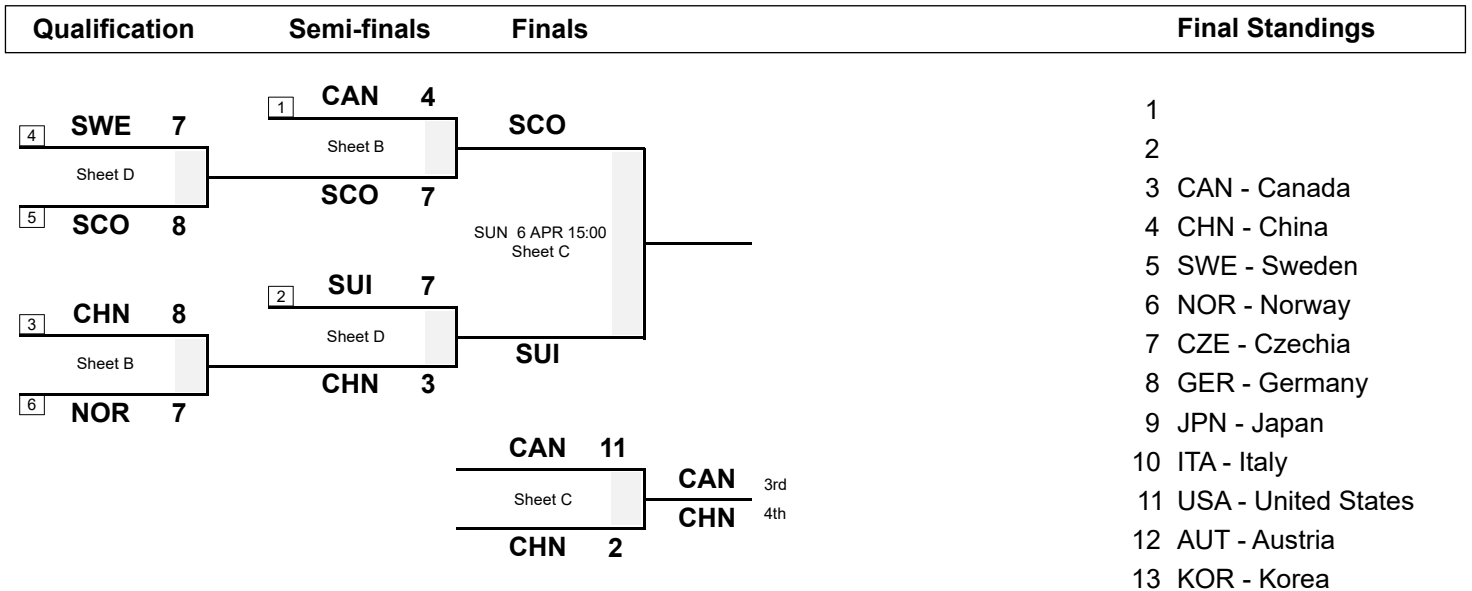 Qualification Semi-finals Finals Final Standings
1 CAN 4
4 SWE 7
Sheet B
SCO
Sheet D
SCO 7
5 SCO 8
SUN 6 APR 15:00
Sheet C
2 SUI 7
3 CHN 8
Sheet D
SUI
Sheet B
CHN 3
6 NOR 7
CAN 11
Sheet C
CAN 3rd
CHN 4th
CHN 2
1
2
3 CAN - Canada
4 CHN - China
5 SWE - Sweden
6 NOR - Norway
7 CZE - Czechia
8 GER - Germany
9 JPN - Japan
10 ITA - Italy
11 USA - United States
12 AUT - Austria
13 KOR - Korea